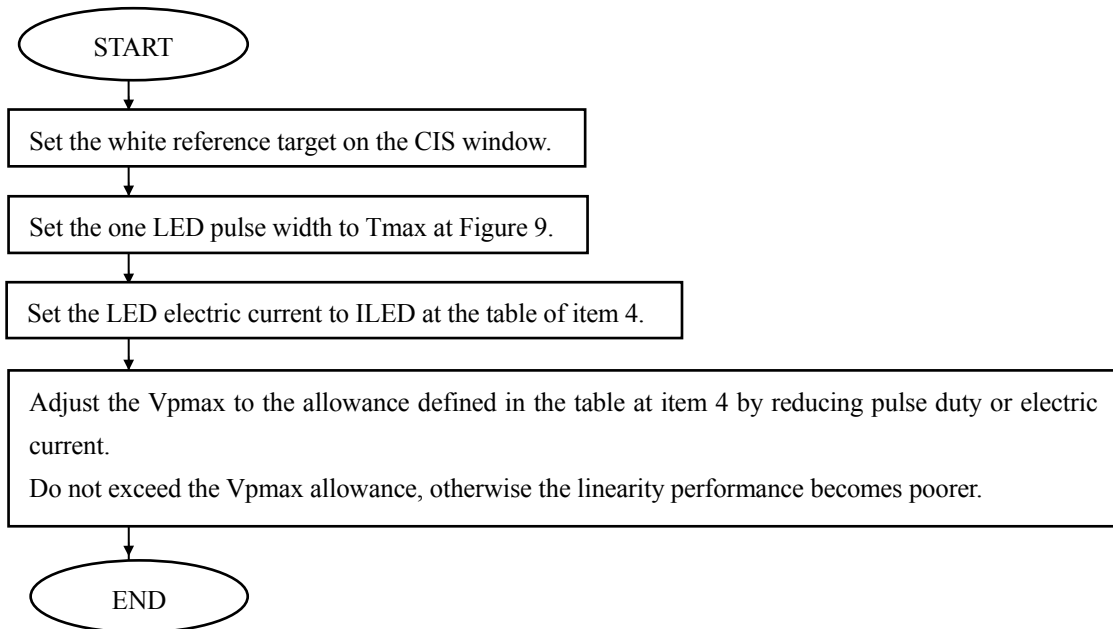 START
Set the white reference target on the CIS window.
Set the one LED pulse width to Tmax at Figure 9.
Set the LED electric current to ILED at the table of item 4.
Adjust the Vpmax to the allowance defined in the table at item 4 by reducing pulse duty or electric
current.
Do not exceed the Vpmax allowance, otherwise the linearity performance becomes poorer.
END